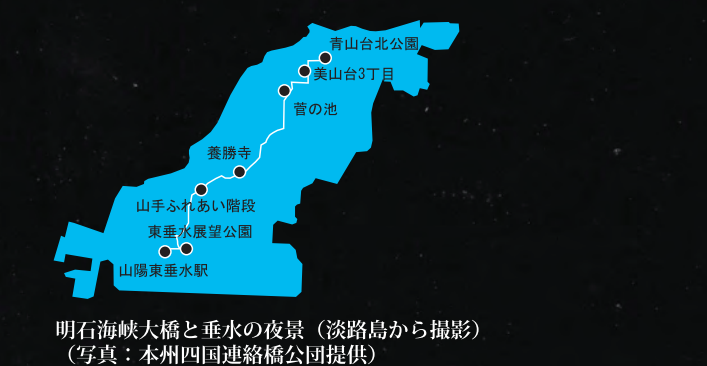 青山台北公園
美山台3丁目
菅の池
養勝寺
山手ふれあい階段
東垂水展望公園
山陽東垂水駅
明石海峡大橋と垂水の夜景（淡路島から撮影）
（写真：本州四国連絡橋公団提供）